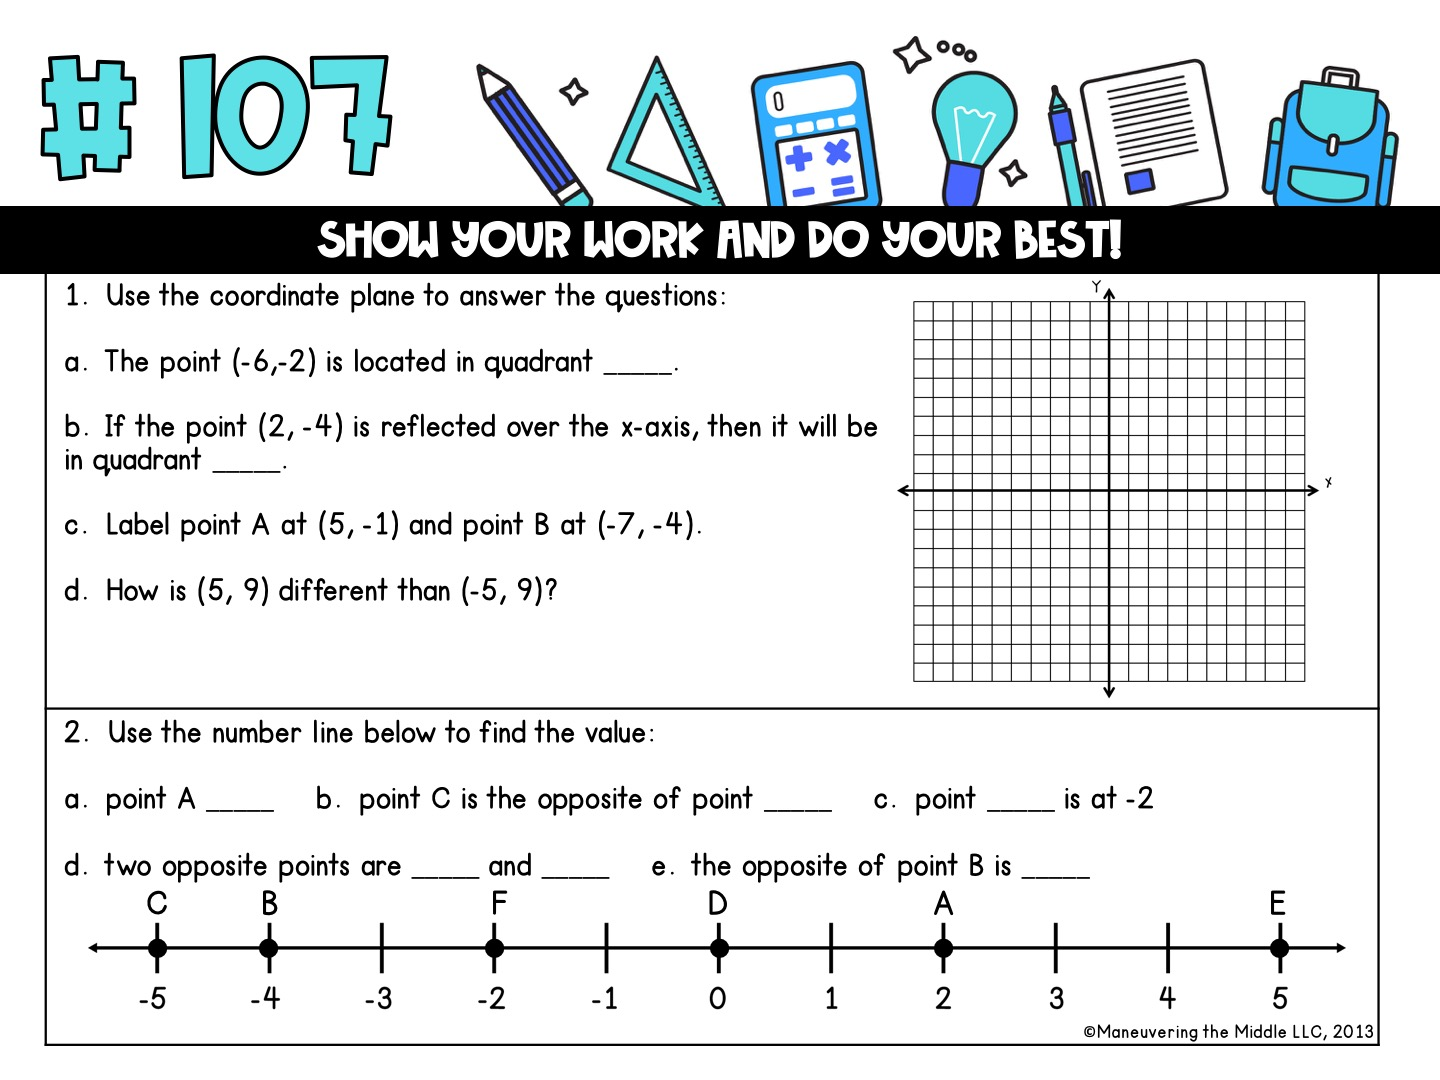 # 107
0
SHOW YOUR WORK AND DO YOUR BEST!
1. Use the coordinate plane to answer the questions:
a. The point (-6,-2) is located in quadrant _____.
b. If the point (2, -4) is reflected over the x-axis, then it will be
in quadrant _____.
c. Label point A at (5, -1) and point B at (-7, -4).
d. How is (5, 9) different than (-5, 9)?
Y
X
2. Use the number line below to find the value:
a. point A _____ b. point C is the opposite of point _____ c. point _____ is at -2
d. two opposite points are _____ and _____ e. the opposite of point B is _____
C B F D A E
-5 -4 -3 -2 -1 0 1 2 3 4 5
©Maneuvering the Middle LLC, 2013